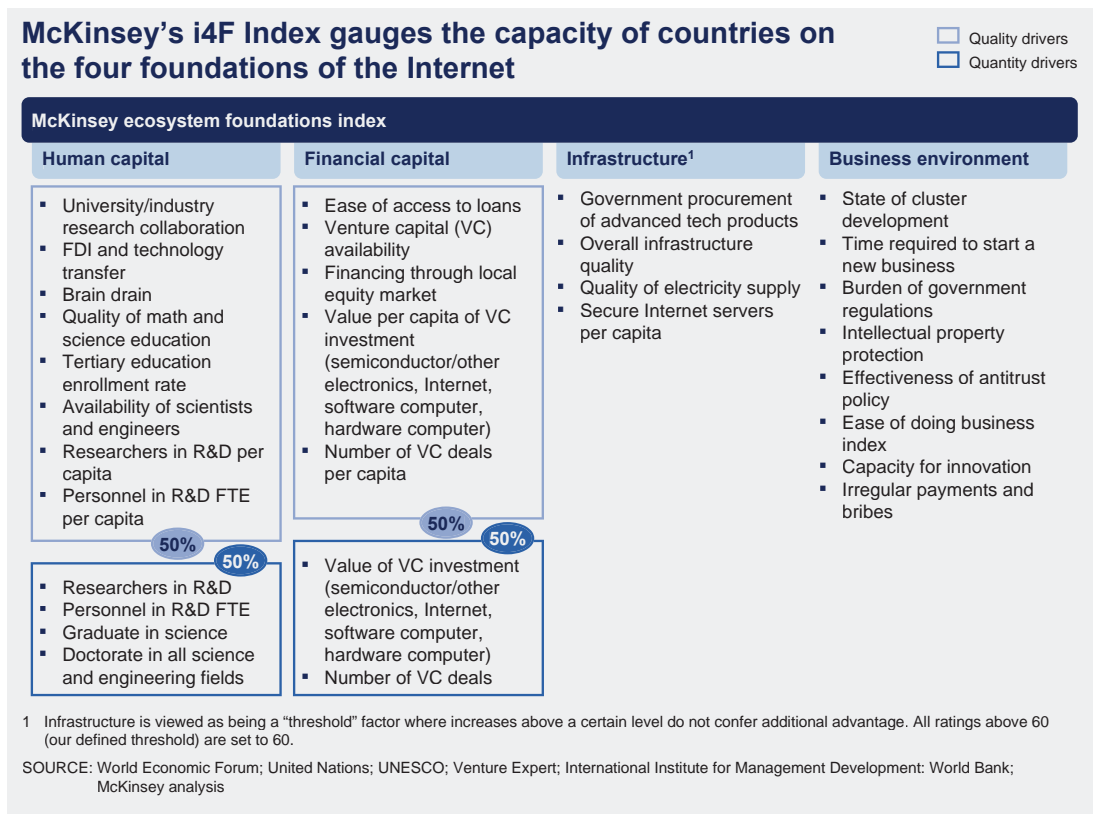 McKinsey’s i4F Index gauges the capacity of countries on
the four foundations of the Internet
Quality drivers
Quantity drivers
McKinsey ecosystem foundations index
Human capital
▪ University/industry
research collaboration
▪ FDI and technology
transfer
▪ Brain drain
▪ Quality of math and
science education
▪ Tertiary education
enrollment rate
▪ Availability of scientists
and engineers
▪ Researchers in R&D per
capita
▪ Personnel in R&D FTE
per capita
50%
50%
▪ Researchers in R&D
▪ Personnel in R&D FTE
▪ Graduate in science
▪ Doctorate in all science
and engineering fields
Financial capital
▪ Ease of access to loans
▪ Venture capital (VC)
availability
▪ Financing through local
equity market
▪ Value per capita of VC
investment
(semiconductor/other
electronics, Internet,
software computer,
hardware computer)
▪ Number of VC deals
per capita
50%
50%
▪ Value of VC investment
(semiconductor/other
electronics, Internet,
software computer,
hardware computer)
▪ Number of VC deals
Infrastructure¹
▪ Government procurement
of advanced tech products
▪ Overall infrastructure
quality
▪ Quality of electricity supply
▪ Secure Internet servers
per capita
Business environment
▪ State of cluster
development
▪ Time required to start a
new business
▪ Burden of government
regulations
▪ Intellectual property
protection
▪ Effectiveness of antitrust
policy
▪ Ease of doing business
index
▪ Capacity for innovation
▪ Irregular payments and
bribes
1 Infrastructure is viewed as being a “threshold” factor where increases above a certain level do not confer additional advantage. All ratings above 60
(our defined threshold) are set to 60.
SOURCE: World Economic Forum; United Nations; UNESCO; Venture Expert; International Institute for Management Development: World Bank;
McKinsey analysis